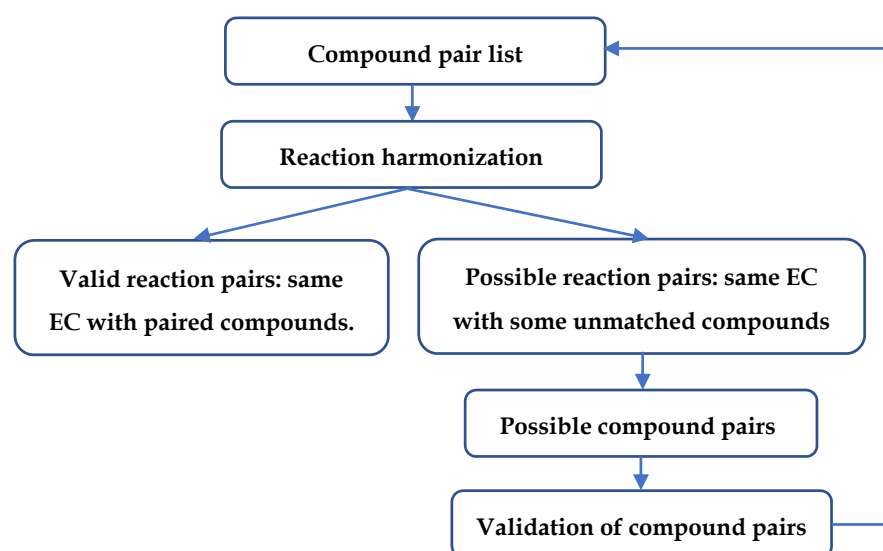 Compound pair list
Reaction harmonization
Valid reaction pairs: same
EC with paired compounds.
Possible reaction pairs: same EC
with some unmatched compounds
Possible compound pairs
Validation of compound pairs